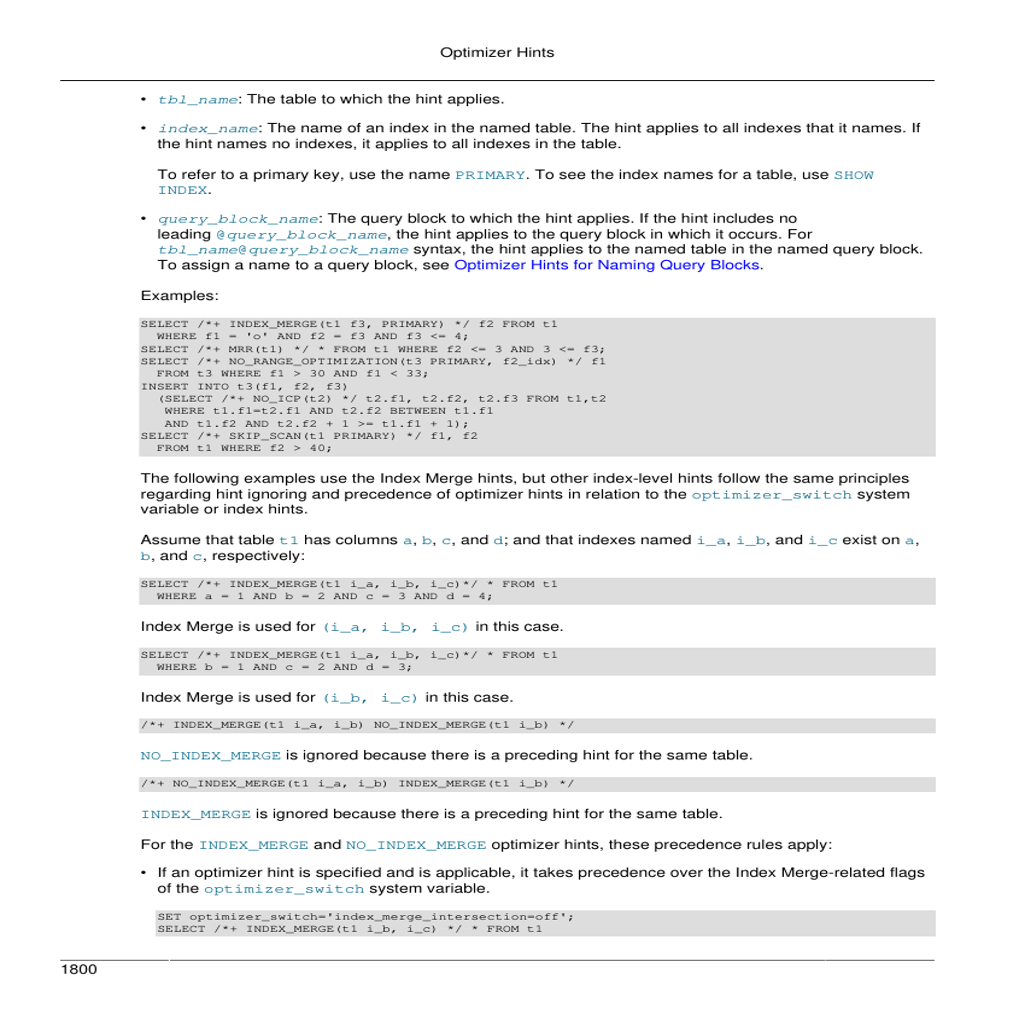 Optimizer Hints
• tbl_name: The table to which the hint applies.
• index_name: The name of an index in the named table. The hint applies to all indexes that it names. If
the hint names no indexes, it applies to all indexes in the table.
To refer to a primary key, use the name PRIMARY. To see the index names for a table, use SHOW
INDEX.
• query_block_name: The query block to which the hint applies. If the hint includes no
leading @query_block_name, the hint applies to the query block in which it occurs. For
tbl_name@query_block_name syntax, the hint applies to the named table in the named query block.
To assign a name to a query block, see Optimizer Hints for Naming Query Blocks.
Examples:
SELECT /*+ INDEX_MERGE(t1 f3, PRIMARY) */ f2 FROM t1
  WHERE f1 = 'o' AND f2 = f3 AND f3 <= 4;
SELECT /*+ MRR(t1) */ * FROM t1 WHERE f2 <= 3 AND 3 <= f3;
SELECT /*+ NO_RANGE_OPTIMIZATION(t3 PRIMARY, f2_idx) */ f1
  FROM t3 WHERE f1 > 30 AND f1 < 33;
INSERT INTO t3(f1, f2, f3)
  (SELECT /*+ NO_ICP(t2) */ t2.f1, t2.f2, t2.f3 FROM t1,t2
   WHERE t1.f1=t2.f1 AND t2.f2 BETWEEN t1.f1
   AND t1.f2 AND t2.f2 + 1 >= t1.f1 + 1);
SELECT /*+ SKIP_SCAN(t1 PRIMARY) */ f1, f2
  FROM t1 WHERE f2 > 40;
The following examples use the Index Merge hints, but other index-level hints follow the same principles
regarding hint ignoring and precedence of optimizer hints in relation to the optimizer_switch system
variable or index hints.
Assume that table t1 has columns a, b, c, and d; and that indexes named i_a, i_b, and i_c exist on a,
b, and c, respectively:
SELECT /*+ INDEX_MERGE(t1 i_a, i_b, i_c)*/ * FROM t1
  WHERE a = 1 AND b = 2 AND c = 3 AND d = 4;
Index Merge is used for (i_a, i_b, i_c) in this case.
SELECT /*+ INDEX_MERGE(t1 i_a, i_b, i_c)*/ * FROM t1
  WHERE b = 1 AND c = 2 AND d = 3;
Index Merge is used for (i_b, i_c) in this case.
/*+ INDEX_MERGE(t1 i_a, i_b) NO_INDEX_MERGE(t1 i_b) */
NO_INDEX_MERGE is ignored because there is a preceding hint for the same table.
/*+ NO_INDEX_MERGE(t1 i_a, i_b) INDEX_MERGE(t1 i_b) */
INDEX_MERGE is ignored because there is a preceding hint for the same table.
For the INDEX_MERGE and NO_INDEX_MERGE optimizer hints, these precedence rules apply:
• If an optimizer hint is specified and is applicable, it takes precedence over the Index Merge-related flags
of the optimizer_switch system variable.
SET optimizer_switch='index_merge_intersection=off';
SELECT /*+ INDEX_MERGE(t1 i_b, i_c) */ * FROM t1
1800